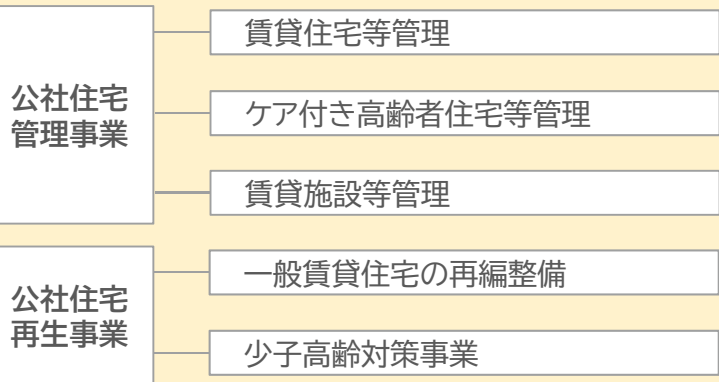 公社住宅
管理事業
賃貸住宅等管理
ケア付き高齢者住宅等管理
賃貸施設等管理
公社住宅
再生事業
一般賃貸住宅の再編整備
少子高齢対策事業